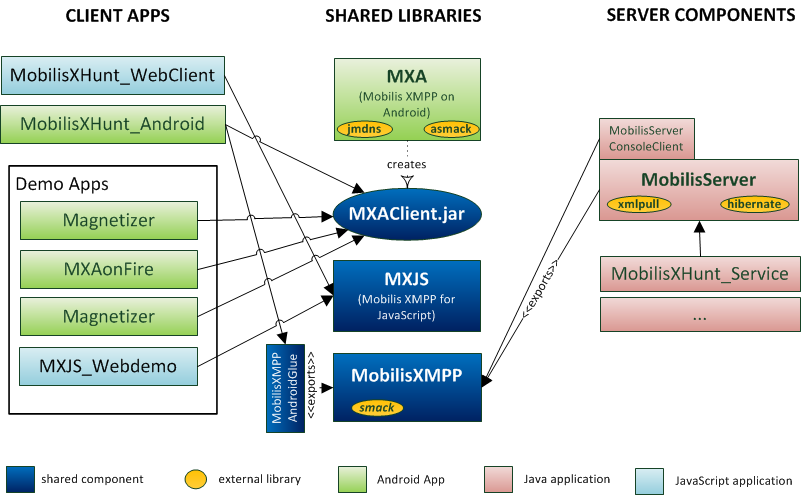 CLIENT APPS
SHARED LIBRARIES
SERVER COMPONENTS
MobilisXHunt_WebClient
MobilisXHunt_Android
Demo Apps
Magnetizer
MXAonFire
Magnetizer
MXJS_Webdemo
MXA
(Mobilis XMPP on
Android)
jmdns
asmack
creates
MXAClient.jar
MXJS
(Mobilis XMPP for
JavaScript)
MobilisXMPP
AndroidGlue
<<exports>>
MobilisXMPP
smack
<<exports>>
MobilisServer
ConsoleClient
MobilisServer
xmlpull
hibernate
MobilisXHunt_Service
...
shared component
external library
Android App
Java application
JavaScript application